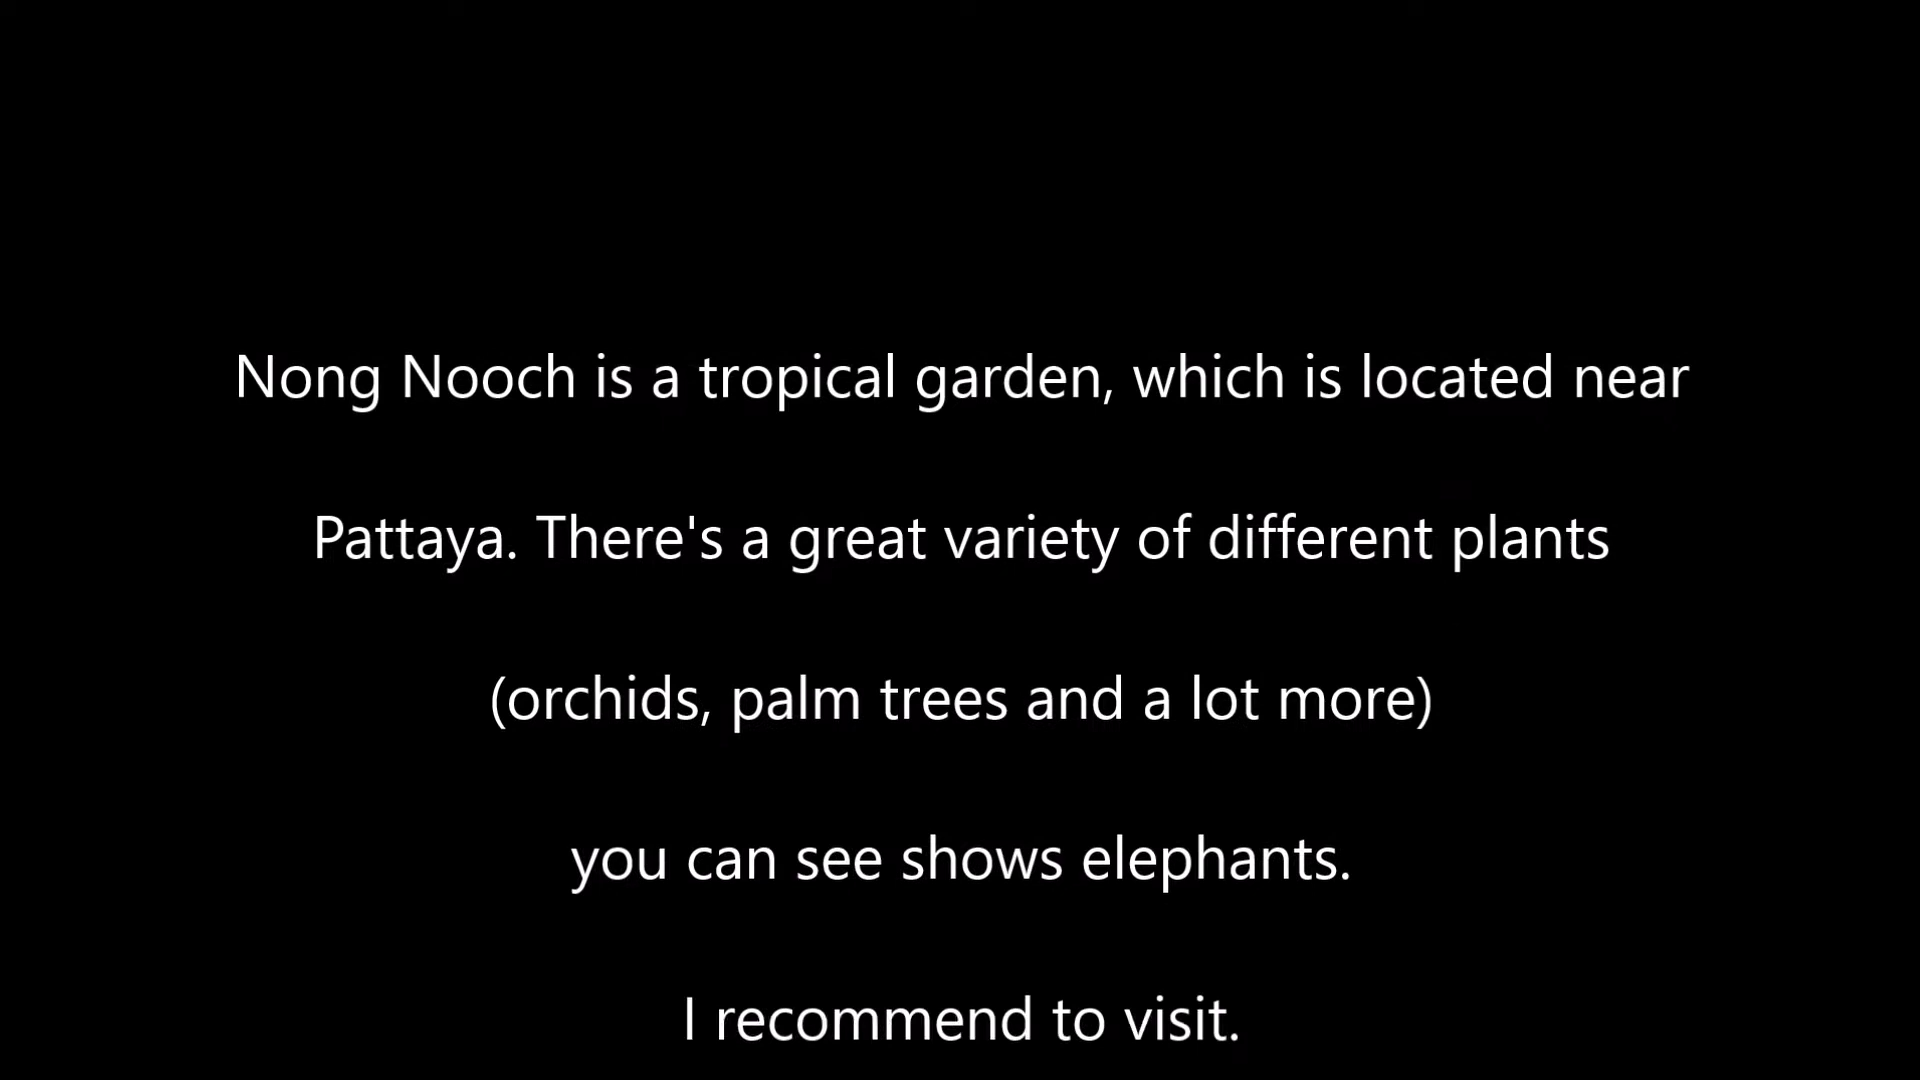 Nong Nooch is a tropical garden, which is located near
Pattaya. There's a great variety of different plants
(orchids, palm trees and a lot more)
you can see shows elephants.
I recommend to visit.